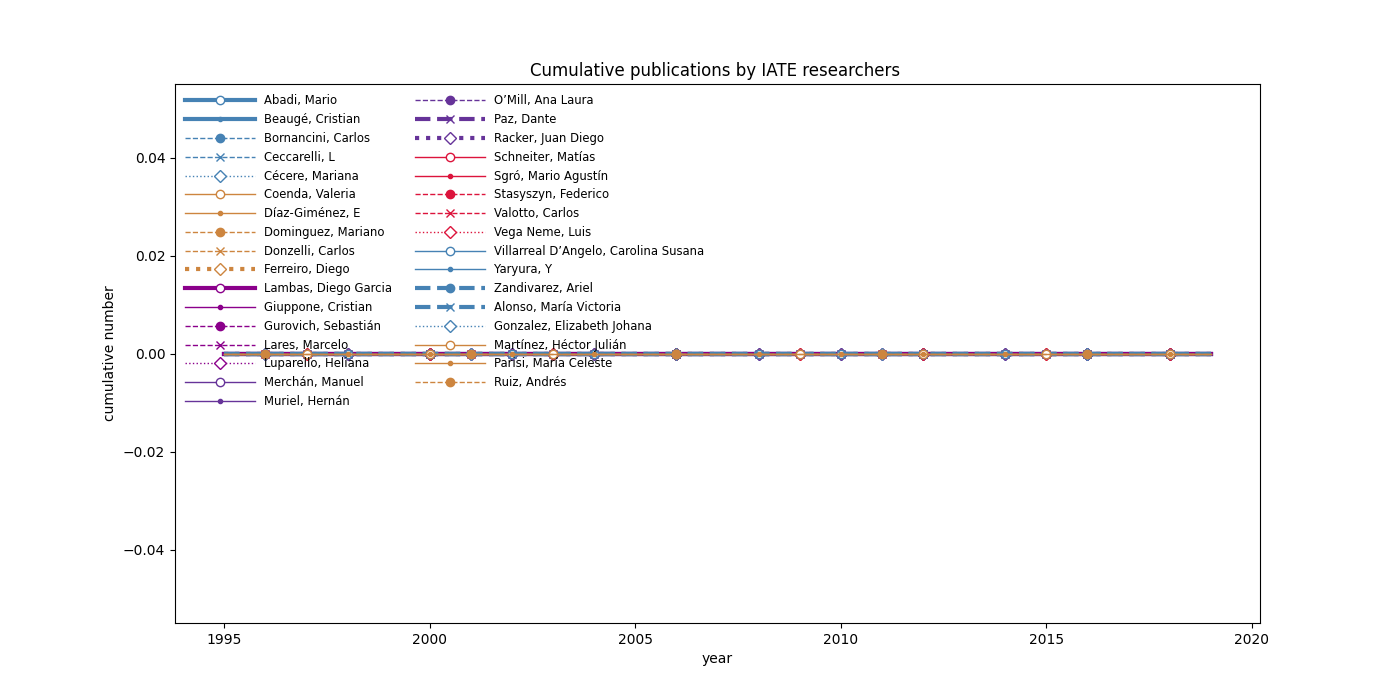 Cumulative publications by IATE researchers
Abadi, Mario
Beaugé, Cristian
Bornancini, Carlos
Ceccarelli, L
Cécere, Mariana
Coenda, Valeria
Díaz-Giménez, E
Dominguez, Mariano
Donzelli, Carlos
Ferreiro, Diego
Lambas, Diego Garcia
Giuppone, Cristian
Gurovich, Sebastián
Lares, Marcelo
Luparello, Heliana
Merchán, Manuel
Muriel, Hernán
O’Mill, Ana Laura
Paz, Dante
Racker, Juan Diego
Schneiter, Matías
Sgró, Mario Agustín
Stasyszyn, Federico
Valotto, Carlos
Vega Neme, Luis
Villarreal D’Angelo, Carolina Susana
Yaryura, Y
Zandivarez, Ariel
Alonso, María Victoria
Gonzalez, Elizabeth Johana
Martínez, Héctor Julián
Parisi, María Celeste
Ruiz, Andrés
cumulative number
0.04
0.02
0.00
−0.02
−0.04
1995 2000 2005 2010 2015 2020
year